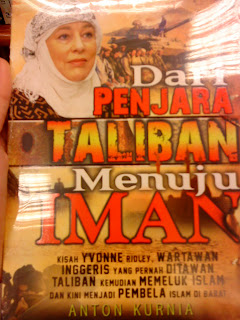 Dari
PENJARA
TALIBAN
Menuju
IMAN
KISAH YVONNE RIDLEY, WARTAWAN
INGGERIS YANG PERNAH DITAWAN
TALIBAN KEMUDIAN MEMELUK ISLAM
DAN KINI MENJADI PEMBELA ISLAM DI BARAT
ANTON KURNIA